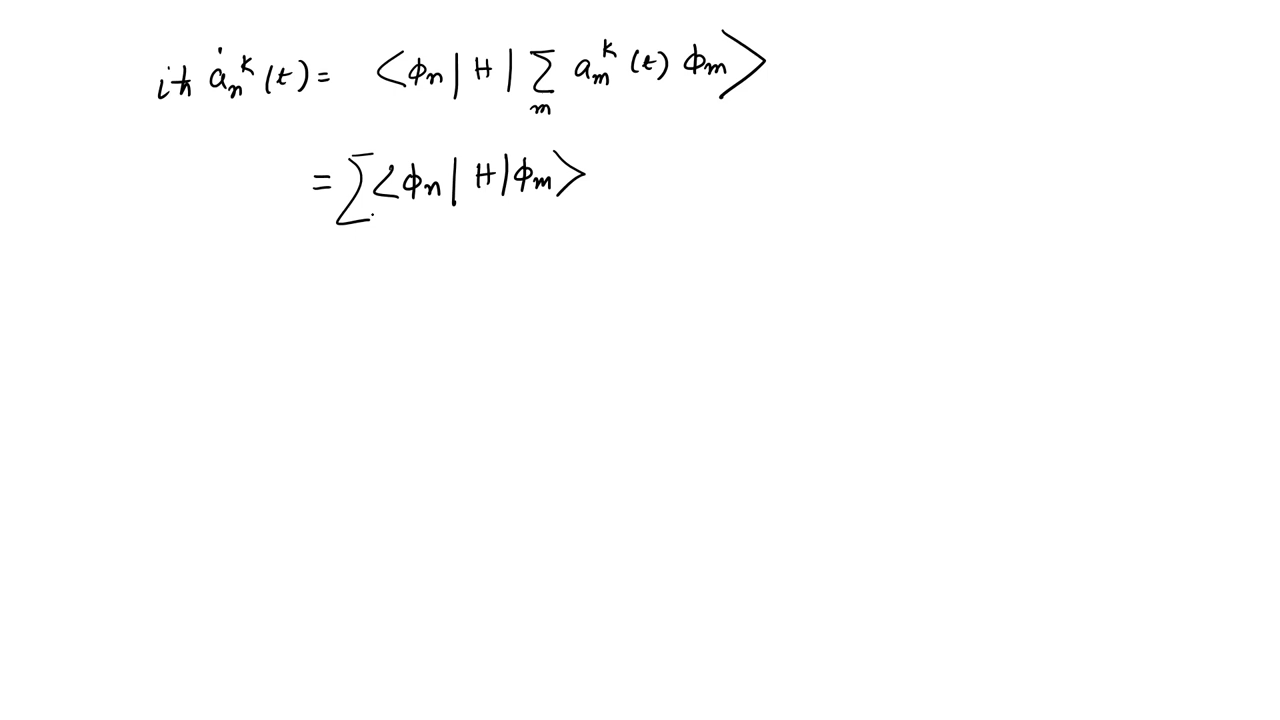 iħ ȧₙᵏ(t) = ⟨ϕₙ| H | ∑ₘ aₘᵏ(t) ϕₘ⟩
= ∑⟨ϕₙ| H |ϕₘ⟩